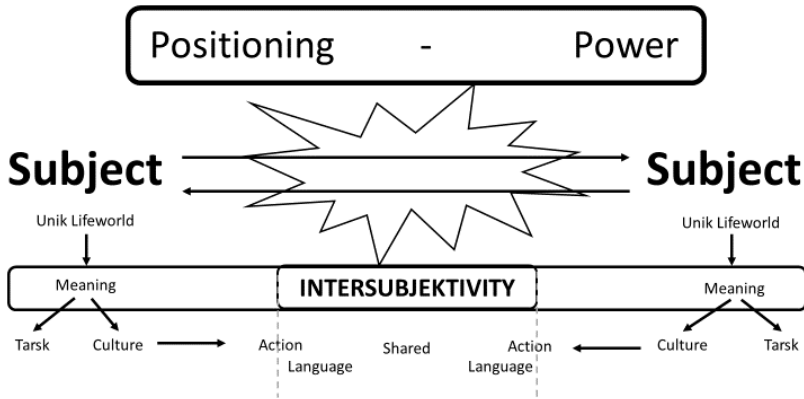 Positioning - Power
Subject Subject
Unik Lifeworld Unik Lifeworld
Meaning INTERSUBJEKTIVITY Meaning
Tarsk Culture Action Shared Action Culture Tarsk
Language Language